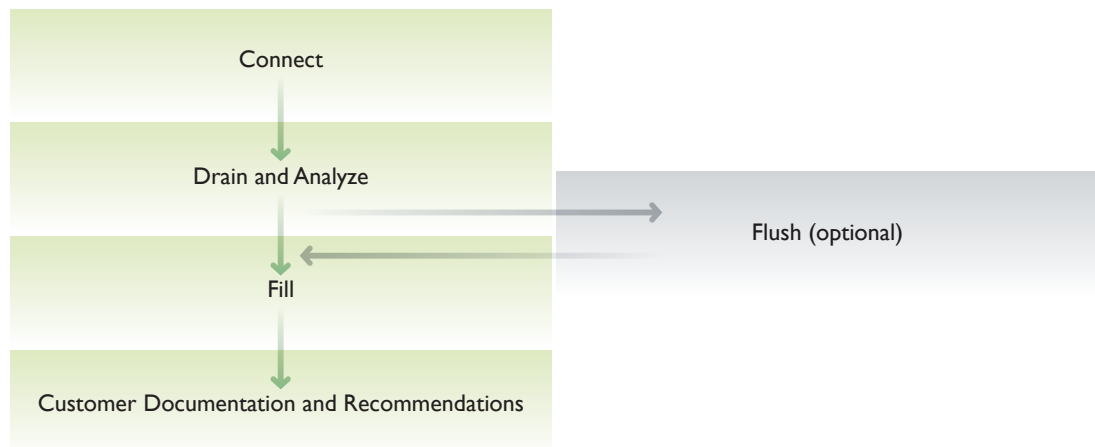 Connect
Drain and Analyze
Flush (optional)
Fill
Customer Documentation and Recommendations